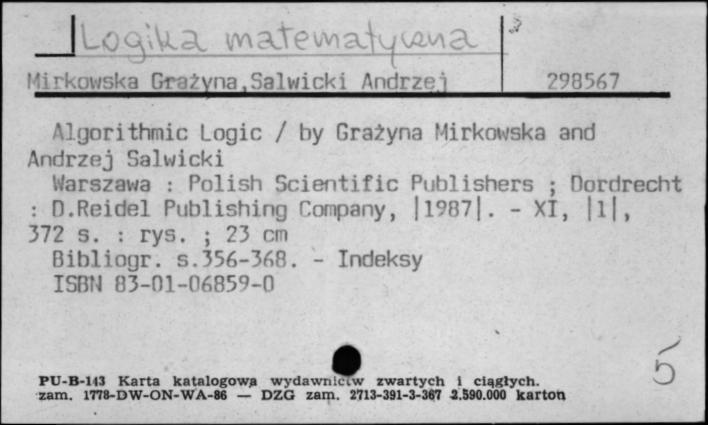 Logika matematyczna
Mirkowska Grażyna,Salwicki Andrzej 298567
Algorithmic Logic / by Grażyna Mirkowska and
Andrzej Salwicki
Warszawa : Polish Scientific Publishers ; Dordrecht
: D.Reidel Publishing Company, |1987|. - XI, |1|,
372 s. : rys. ; 23 cm
Bibliogr. s.356-368. - Indeksy
ISBN 83-01-06859-0
5
PU-B-143 Karta katalogowa wydawnictw zwartych i ciągłych.
zam. 1778-DW-ON-WA-86 — DZG zam. 2713-391-3-367 2.590.000 karton